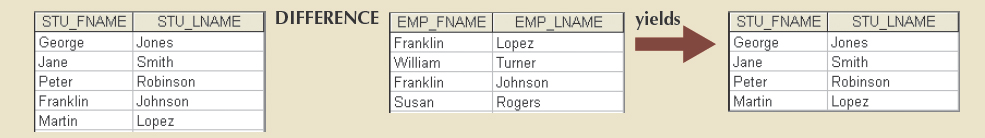 STU_FNAME STU_LNAME
George Jones
Jane Smith
Peter Robinson
Franklin Johnson
Martin Lopez
DIFFERENCE
EMP_FNAME EMP_LNAME
Franklin Lopez
William Turner
Franklin Johnson
Susan Rogers
yields
STU_FNAME STU_LNAME
George Jones
Jane Smith
Peter Robinson
Martin Lopez